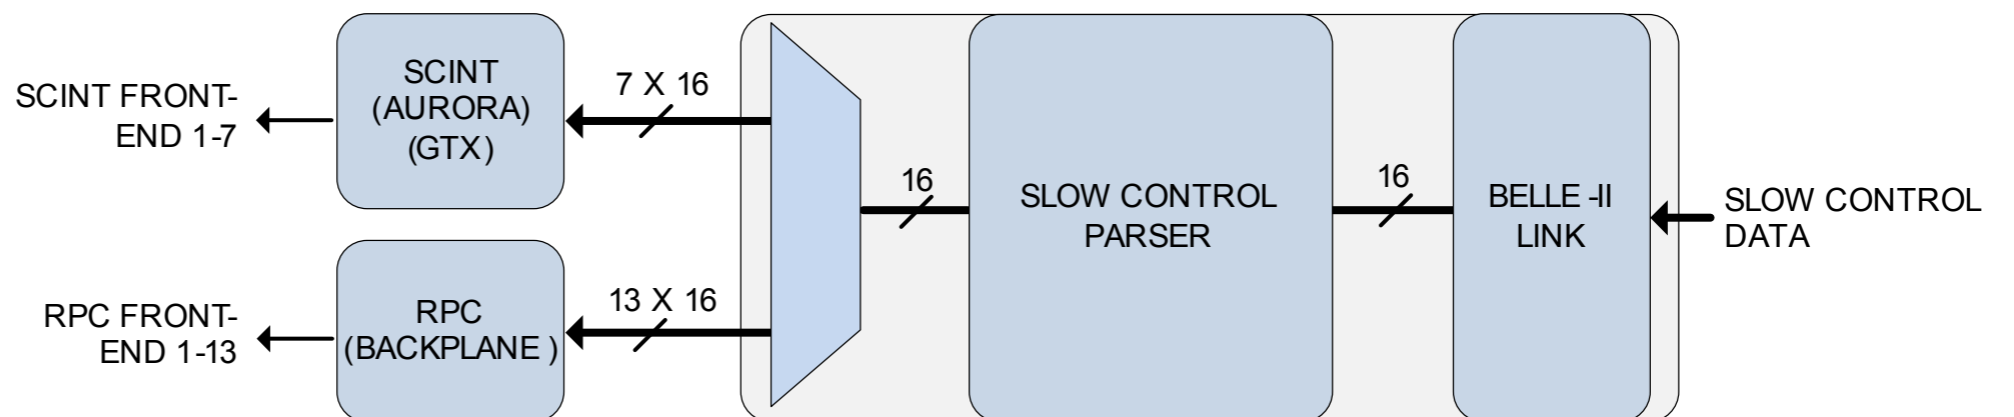 SCINT FRONT-
END 1-7
SCINT
(AURORA)
(GTX)
7 X 16
RPC FRONT-
END 1-13
RPC
(BACKPLANE )
13 X 16
16
SLOW CONTROL
PARSER
16
BELLE -II
LINK
SLOW CONTROL
DATA